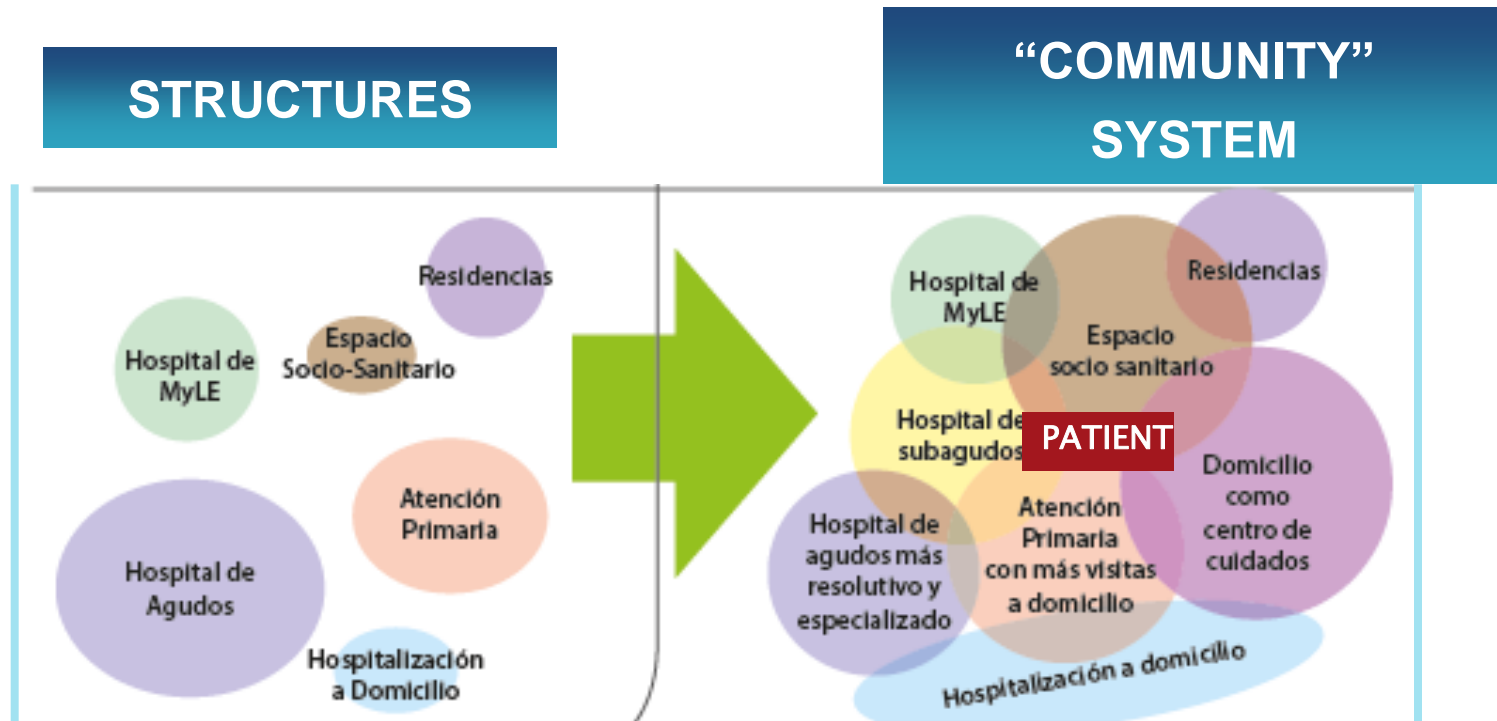 STRUCTURES
“COMMUNITY”
SYSTEM
Residencias
Espacio
Socio-Sanitario
Hospital de
MyLE
Atención
Primaria
Hospital de
Agudos
Hospitalización
a Domicilio
Hospital de
MyLE
Residencias
Espacio
socio sanitario
Hospital de
subagudos
PATIENT
Domicilio
como
centro de
cuidados
Hospital de
agudos más
resolutivo y
especializado
Atención
Primaria
con más visitas
a domicilio
Hospitalización a domicilio